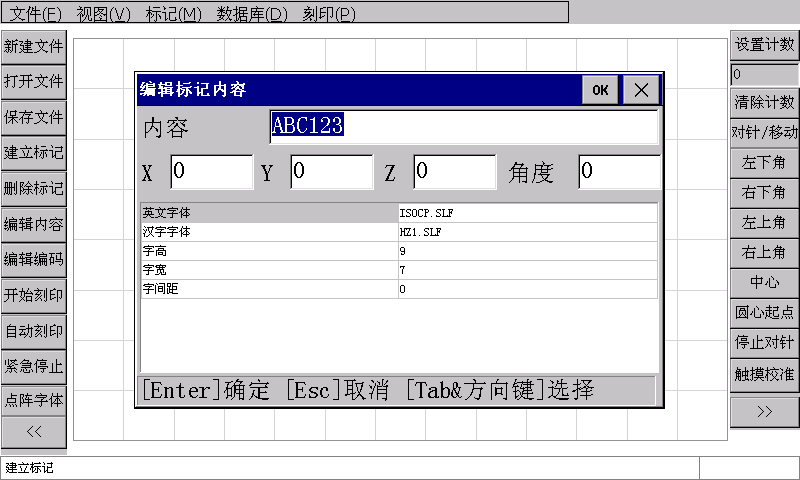 文件(F) 视图(V) 标记(M) 数据库(D) 刻印(P)
新建文件
打开文件
保存文件
建立标记
删除标记
编辑内容
编辑编码
开始刻印
自动刻印
紧急停止
点阵字体
<<
编辑标记内容 OK
内容 ABC123
X 0 Y 0 Z 0 角度 0
英文字体 ISOCP.SLF
汉字字体 HZ1.SLF
字高 9
字宽 7
字间距 0
[Enter]确定 [Esc]取消 [Tab&方向键]选择
设置计数
0
清除计数
对针/移动
左下角
右下角
左上角
右上角
中心
圆心起点
停止对针
触摸校准
>>
建立标记